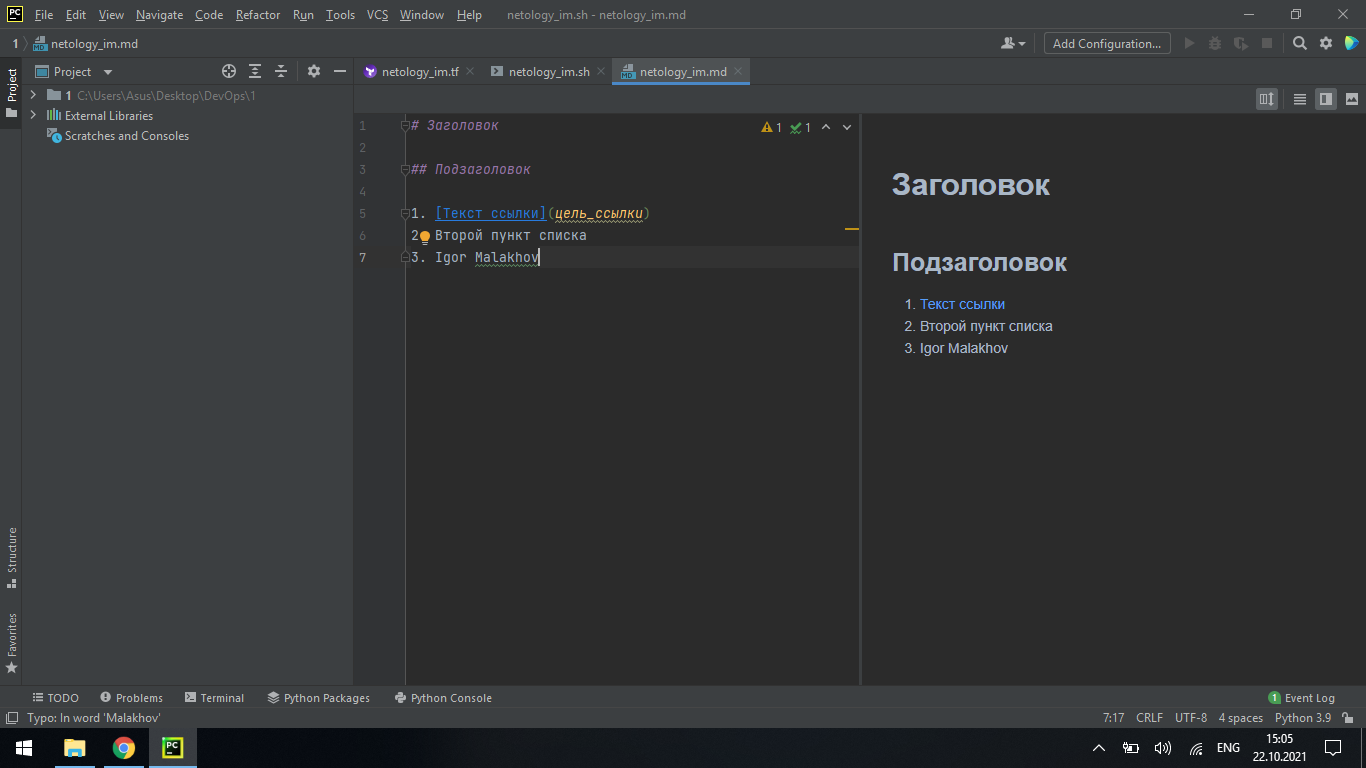 PC File Edit View Navigate Code Refactor Run Tools VCS Window Help netology_im.sh - netology_im.md
1 netology_im.md Add Configuration...
Project netology_im.tf netology_im.sh netology_im.md
Project
1 C:\Users\Asus\Desktop\DevOps\1
External Libraries
Scratches and Consoles
1 # Заголовок 1 1
2
3 ## Подзаголовок
4
5 1. [Текст ссылки](цель_ссылки)
6 2 Второй пункт списка
7 3. Igor Malakhov
Заголовок
Подзаголовок
1. Текст ссылки
2. Второй пункт списка
3. Igor Malakhov
Structure
Favorites
TODO Problems Terminal Python Packages Python Console 1 Event Log
Typo: In word 'Malakhov' 7:17 CRLF UTF-8 4 spaces Python 3.9
PC ENG 15:05
22.10.2021